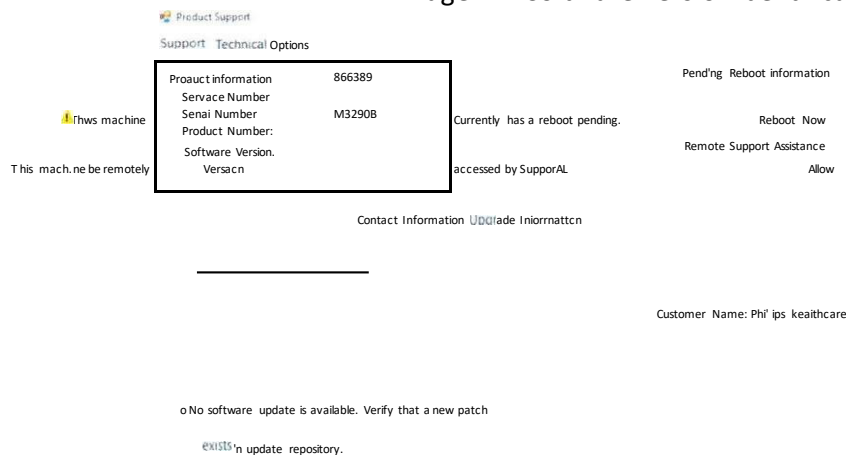 Product Support
Support Technical Options
Proauct information 866389
Pend'ng Reboot information
Servace Number
Thws machine
Senai Number M3290B
Currently has a reboot pending.
Reboot Now
Product Number:
Software Version.
Remote Support Assistance
T his mach.ne be remotely
Versacn
accessed by SupporAL
Allow
Contact Information Upgrade Iniorrnattcn
Customer Name: Phi' ips keaithcare
o No software update is available. Verify that a new patch
exists 'n update repository.